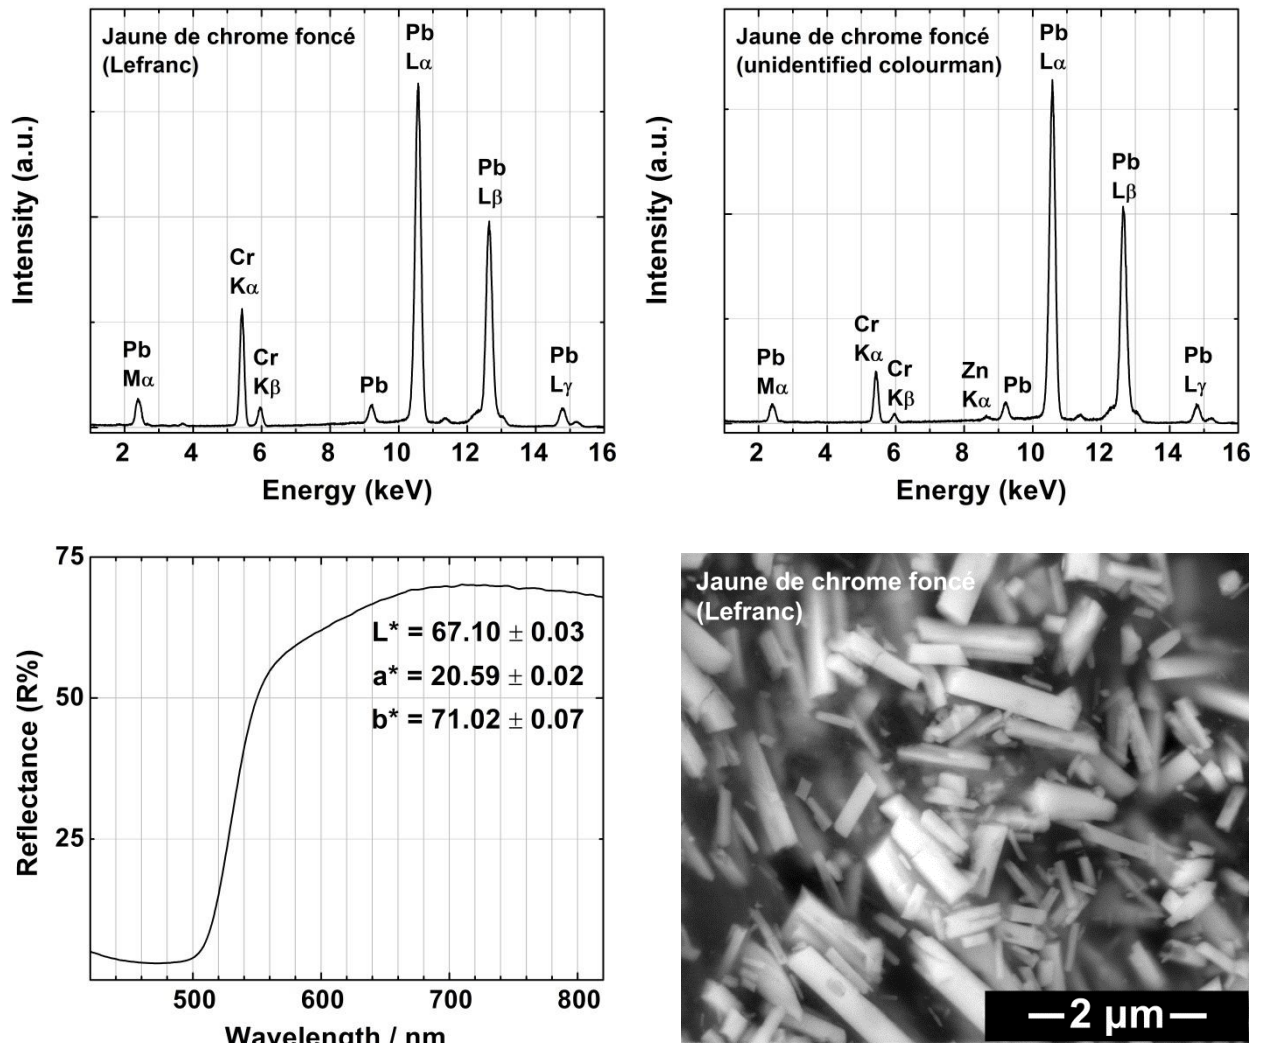 Jaune de chrome foncé
(Lefranc)
Pb
Lα
Pb
Lβ
Cr
Kα
Pb
Mα
Cr
Kβ
Pb
Pb
Lγ
Intensity (a.u.)
2 4 6 8 10 12 14 16
Energy (keV)
Jaune de chrome foncé
(unidentified colourman)
Pb
Lα
Pb
Lβ
Cr
Kα
Pb
Mα
Cr
Kβ
Zn
Kα
Pb
Pb
Lγ
Intensity (a.u.)
2 4 6 8 10 12 14 16
Energy (keV)
75
50
25
Reflectance (R%)
L* = 67.10 ± 0.03
a* = 20.59 ± 0.02
b* = 71.02 ± 0.07
500 600 700 800
Wavelength / nm
Jaune de chrome foncé
(Lefranc)
2 µm